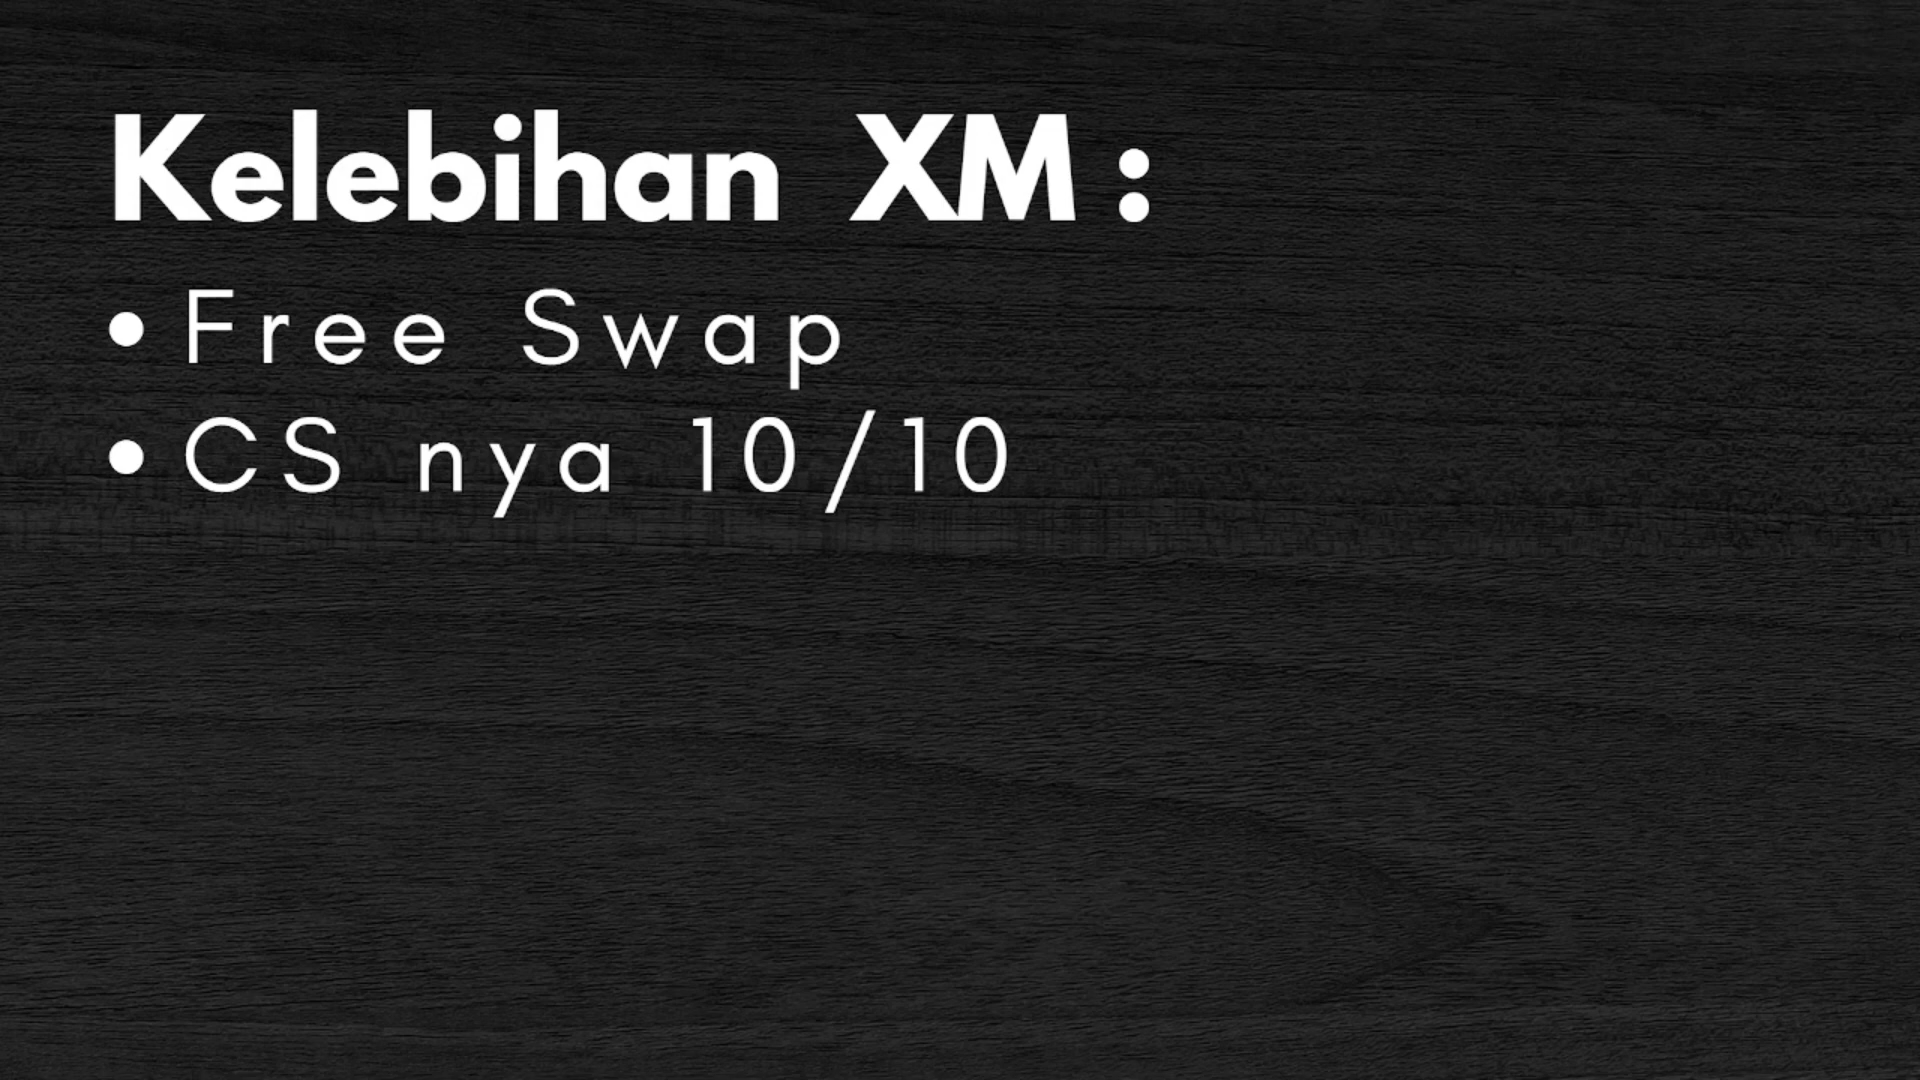 Kelebihan XM :
• Free Swap
• CS nya 10/10